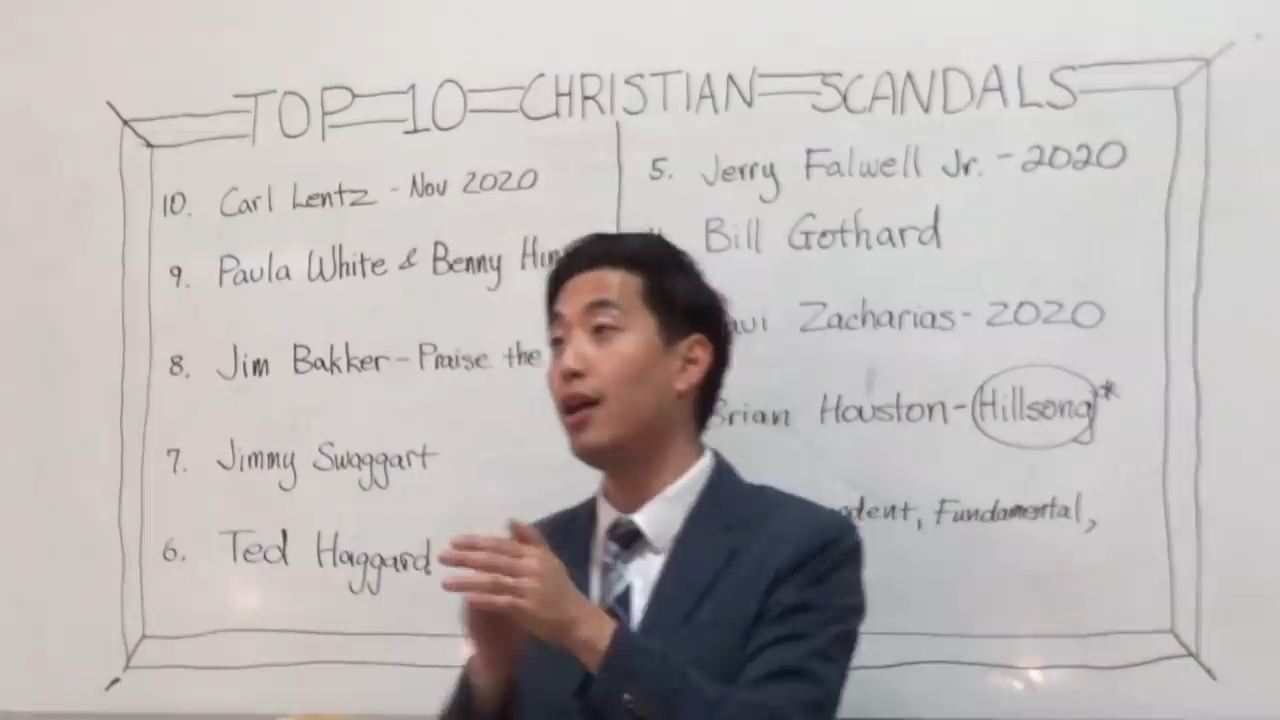 TOP 10 CHRISTIAN SCANDALS
10. Carl Lentz - Nov 2020
9. Paula White & Benny
8. Jim Bakker - Praise the
7. Jimmy Swaggart
6. Ted Haggard
5. Jerry Falwell Jr. - 2020
Bill Gothard
Zacharias - 2020
Brian Houston - Hillsong*
Fundamental,